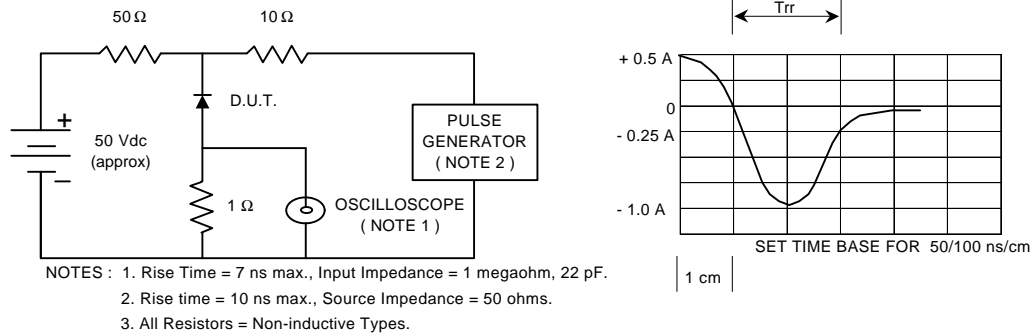 50 Ω
10 Ω
D.U.T.
+
50 Vdc
(approx)
−
1 Ω
OSCILLOSCOPE
( NOTE 1 )
PULSE
GENERATOR
( NOTE 2 )
Trr
+ 0.5 A
0
- 0.25 A
- 1.0 A
SET TIME BASE FOR 50/100 ns/cm
1 cm
NOTES : 1. Rise Time = 7 ns max., Input Impedance = 1 megaohm, 22 pF.
2. Rise time = 10 ns max., Source Impedance = 50 ohms.
3. All Resistors = Non-inductive Types.